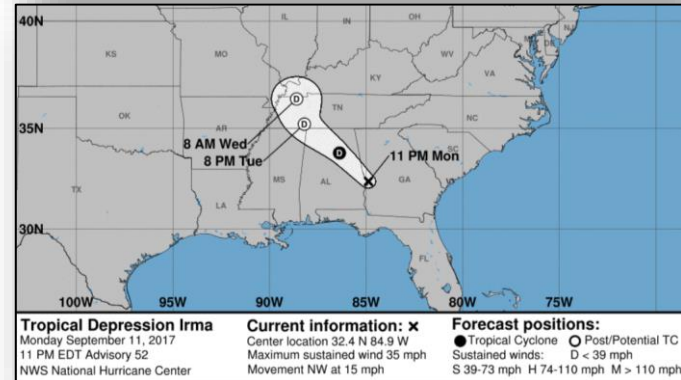 40N
IL
IN
OH
NJ
KS
MO
WV
KY
VA
D
OK
TN
NC
35N
AR
D
8 AM Wed
8 PM Tue
D
11 PM Mon
SC
TX
MS
AL
GA
LA
30N
FL
100W
95W
90W
85W
80W
75W
Tropical Depression Irma
Monday September 11, 2017
11 PM EDT Advisory 52
NWS National Hurricane Center
Current information: ×
Center location 32.4 N 84.9 W
Maximum sustained wind 35 mph
Movement NW at 15 mph
Forecast positions:
● Tropical Cyclone ○ Post/Potential TC
Sustained winds: D < 39 mph
S 39-73 mph H 74-110 mph M > 110 mph